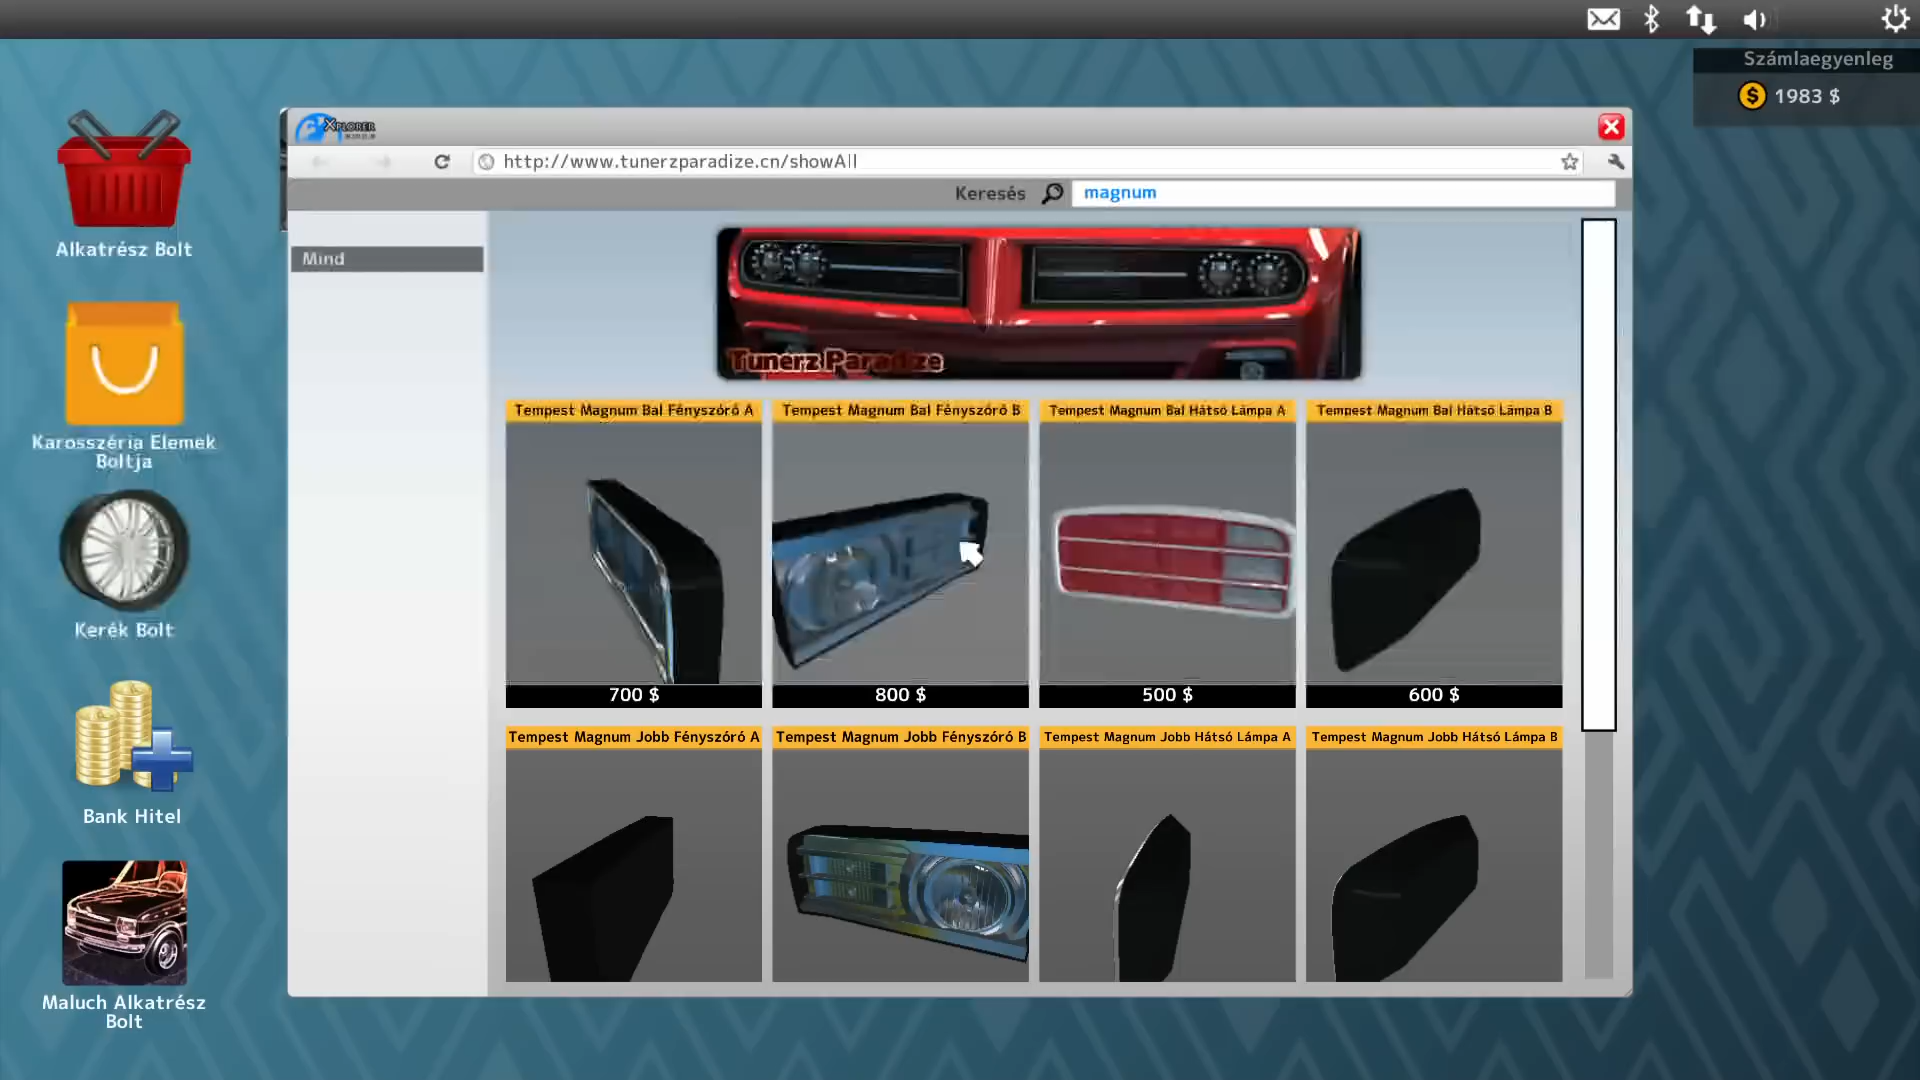 Számlaegyenleg
1983 $
XPLORER
http://www.tunerzparadize.cn/showAll
Keresés
magnum
Mind
Tunerz Paradize
Tempest Magnum Bal Fényszóró A
Tempest Magnum Bal Fényszóró B
Tempest Magnum Bal Hátsó Lámpa A
Tempest Magnum Bal Hátsó Lámpa B
700 $
800 $
500 $
600 $
Tempest Magnum Jobb Fényszóró A
Tempest Magnum Jobb Fényszóró B
Tempest Magnum Jobb Hátsó Lámpa A
Tempest Magnum Jobb Hátsó Lámpa B
Alkatrész Bolt
Karosszéria Elemek
Boltja
Kerék Bolt
Bank Hitel
Maluch Alkatrész
Bolt